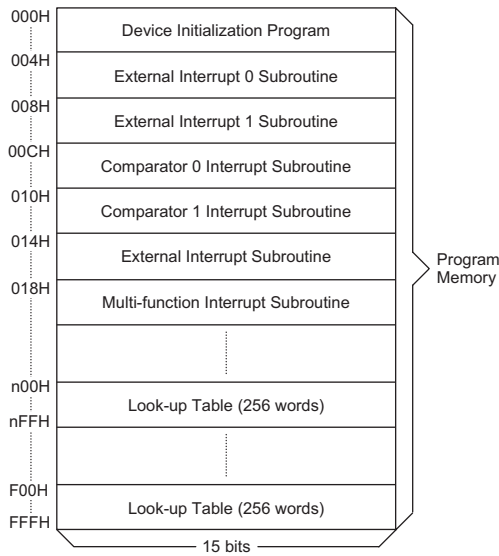 000H
Device Initialization Program
004H
External Interrupt 0 Subroutine
008H
External Interrupt 1 Subroutine
00CH
Comparator 0 Interrupt Subroutine
010H
Comparator 1 Interrupt Subroutine
014H
External Interrupt Subroutine
018H
Multi-function Interrupt Subroutine
Program
Memory
n00H
Look-up Table (256 words)
nFFH
F00H
Look-up Table (256 words)
FFFH
15 bits